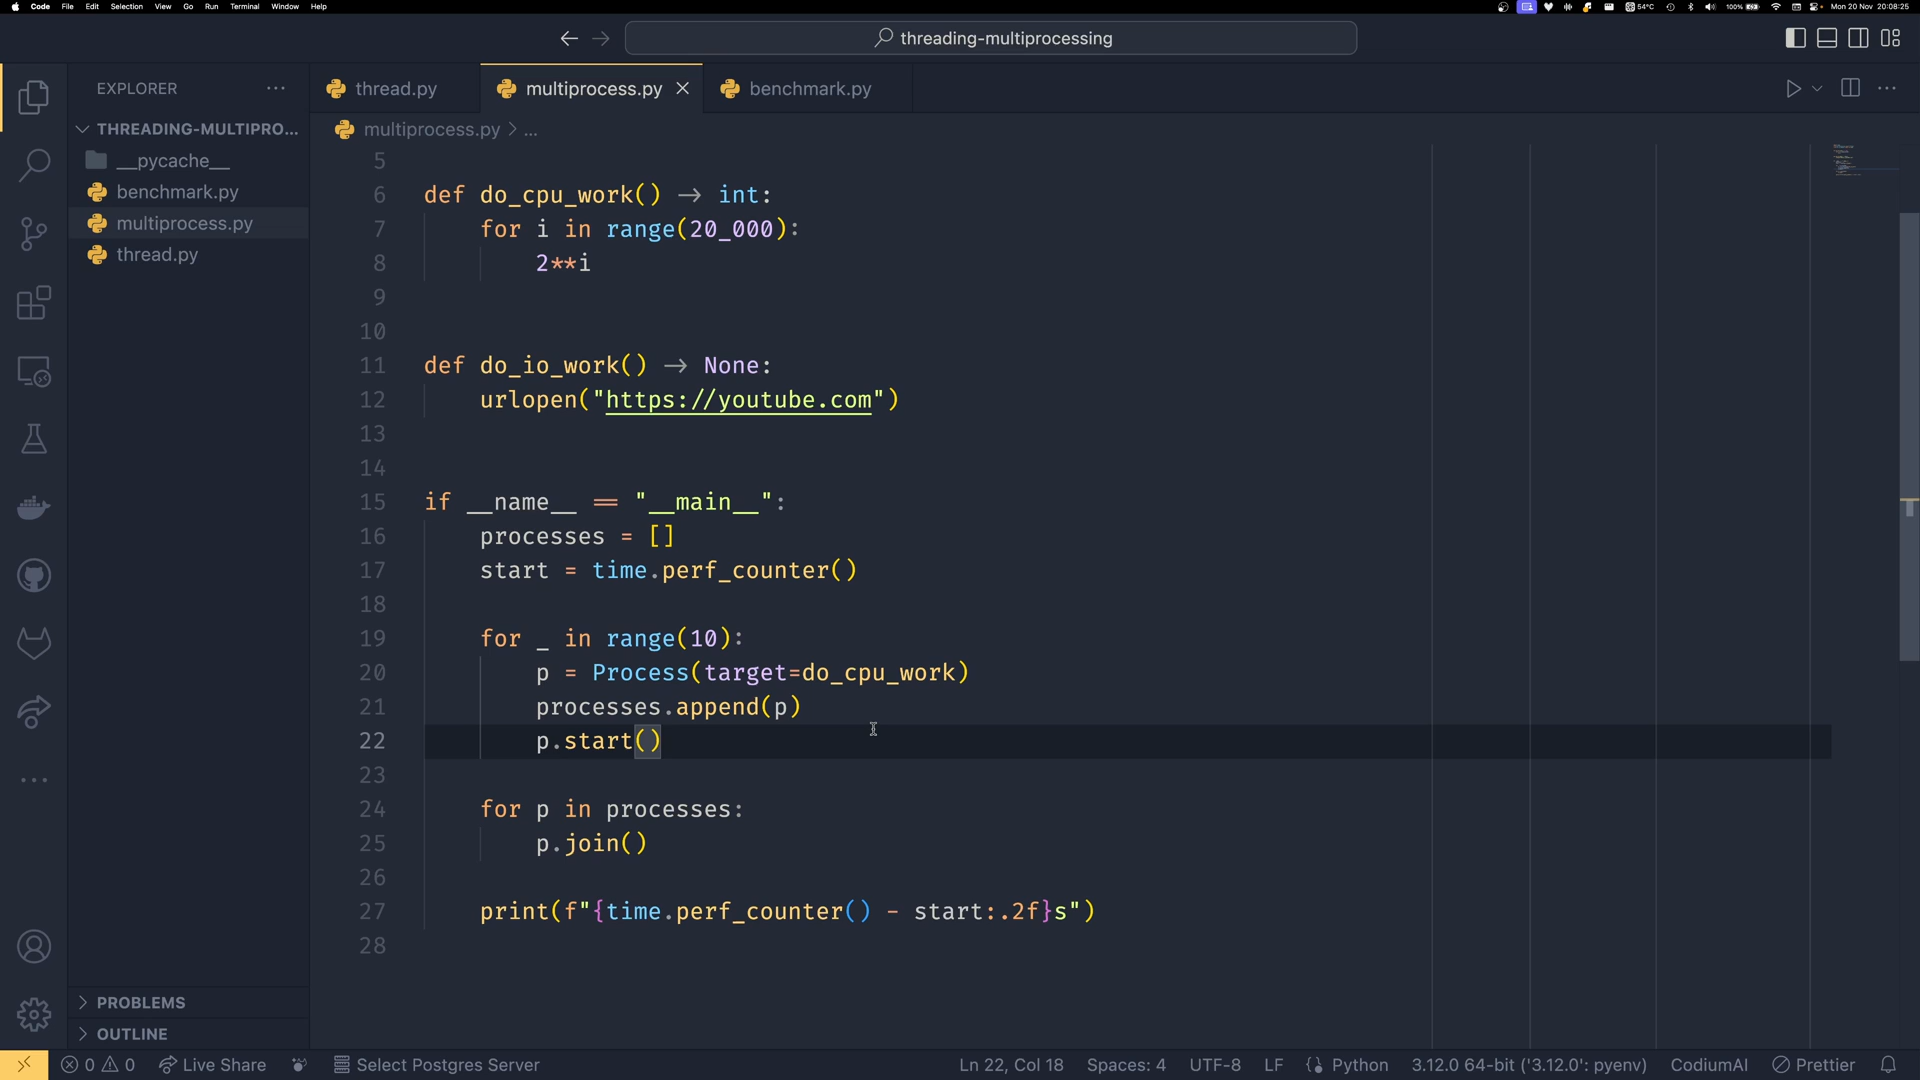 Code File Edit Selection View Go Run Terminal Window Help
54°C 100% Mon 20 Nov 20:08:25
threading-multiprocessing
EXPLORER
thread.py
multiprocess.py
benchmark.py
THREADING-MULTIPRO...
multiprocess.py > ...
__pycache__
benchmark.py
multiprocess.py
thread.py
5
6 def do_cpu_work() → int:
7 for i in range(20_000):
8 2**i
9
10
11 def do_io_work() → None:
12 urlopen("https://youtube.com")
13
14
15 if __name__ == "__main__":
16 processes = []
17 start = time.perf_counter()
18
19 for _ in range(10):
20 p = Process(target=do_cpu_work)
21 processes.append(p)
22 p.start()
23
24 for p in processes:
25 p.join()
26
27 print(f"{time.perf_counter() - start:.2f}s")
28
PROBLEMS
OUTLINE
0 0 Live Share Select Postgres Server Ln 22, Col 18 Spaces: 4 UTF-8 LF Python 3.12.0 64-bit ('3.12.0': pyenv) CodiumAI Prettier